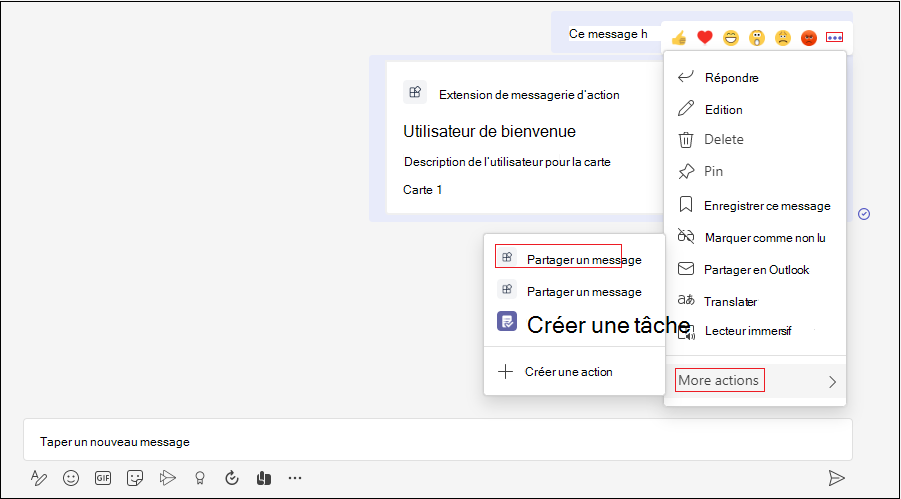 Ce message h
Extension de messagerie d'action
Utilisateur de bienvenue
Description de l'utilisateur pour la carte
Carte 1
Répondre
Edition
Delete
Pin
Enregistrer ce message
Marquer comme non lu
Partager en Outlook
Translater
Lecteur immersif
More actions
Partager un message
Partager un message
Créer une tâche
Créer une action
Taper un nouveau message
GIF